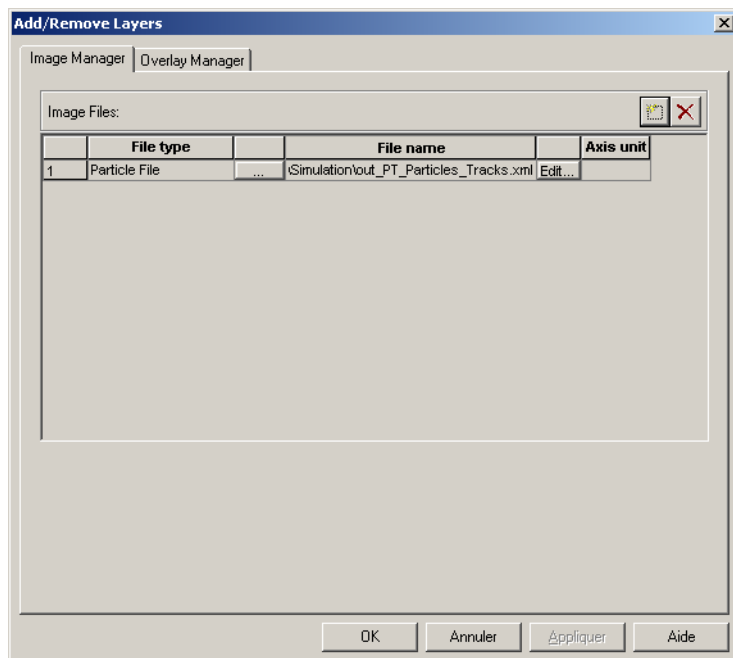 Add/Remove Layers
Image Manager Overlay Manager
Image Files:
File type File name Axis unit
1 Particle File ... \Simulation\out_PT_Particles_Tracks.xml Edit...
OK Annuler Appliquer Aide